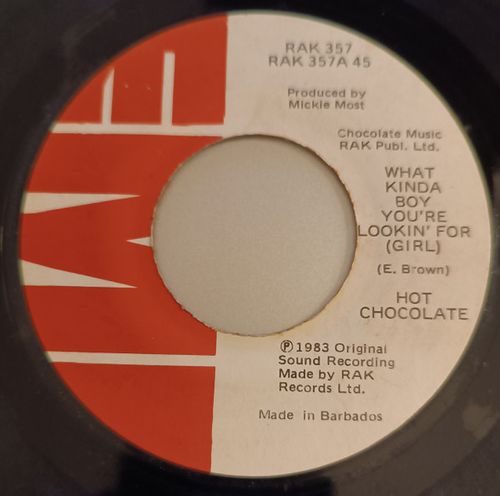 RAK 357
RAK 357A 45
Produced by
Mickie Most
Chocolate Music
RAK Publ. Ltd.
WHAT
KINDA
BOY
YOU'RE
LOOKIN' FOR
(GIRL)
(E. Brown)
HOT
CHOCOLATE
℗ 1983 Original
Sound Recording
Made by RAK
Records Ltd.
Made in Barbados